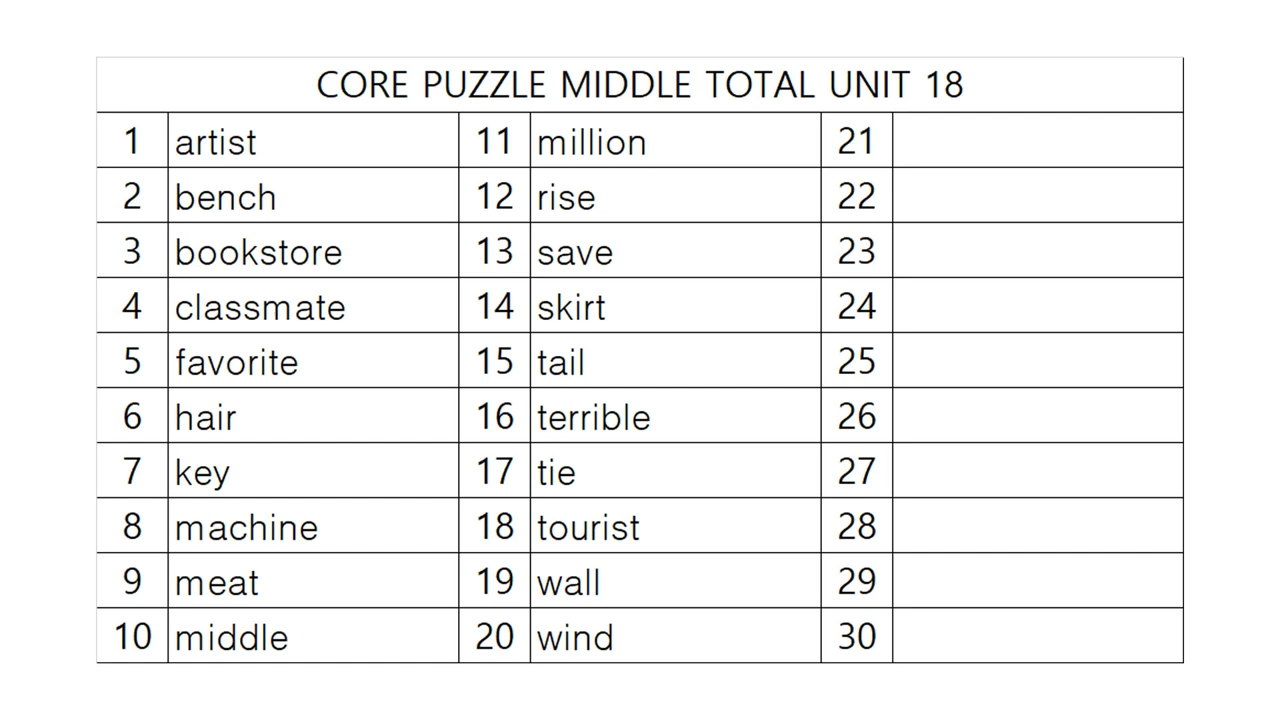 CORE PUZZLE MIDDLE TOTAL UNIT 18
1 artist 11 million 21
2 bench 12 rise 22
3 bookstore 13 save 23
4 classmate 14 skirt 24
5 favorite 15 tail 25
6 hair 16 terrible 26
7 key 17 tie 27
8 machine 18 tourist 28
9 meat 19 wall 29
10 middle 20 wind 30